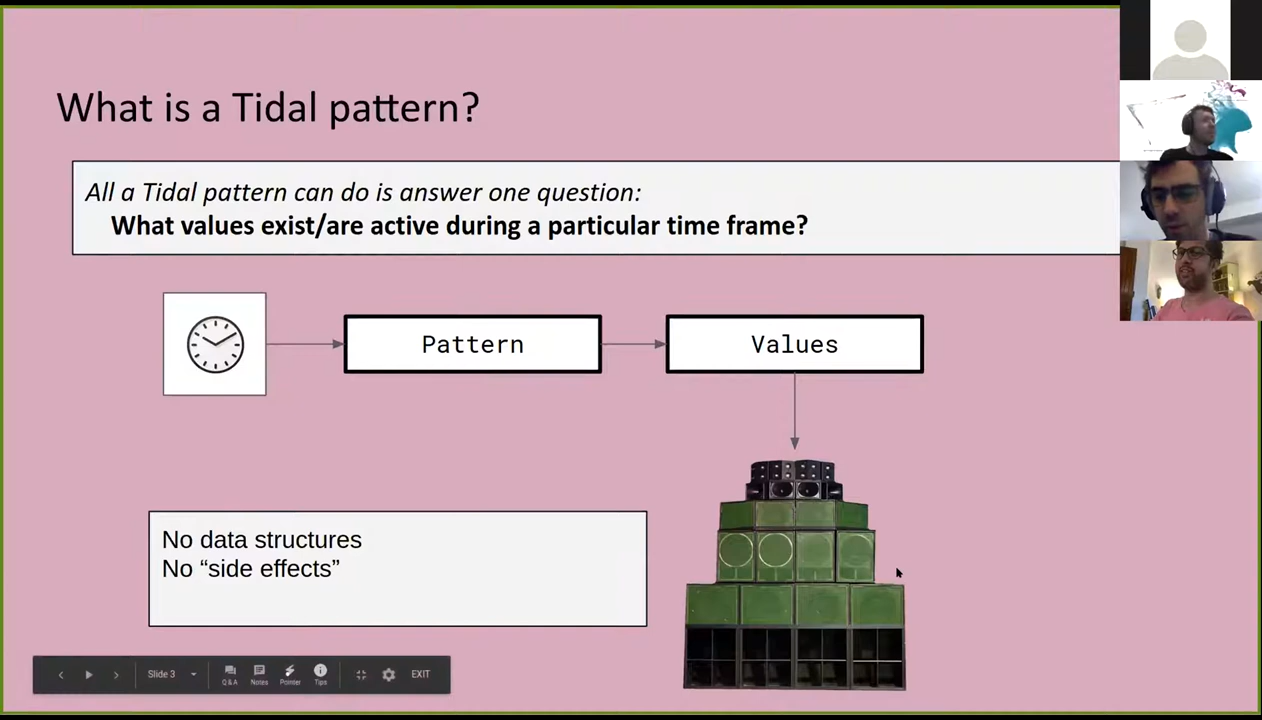 What is a Tidal pattern?
All a Tidal pattern can do is answer one question:
What values exist/are active during a particular time frame?
Pattern
Values
No data structures
No “side effects”
Slide 3
Q & A
Notes
Pointer
Tips
EXIT